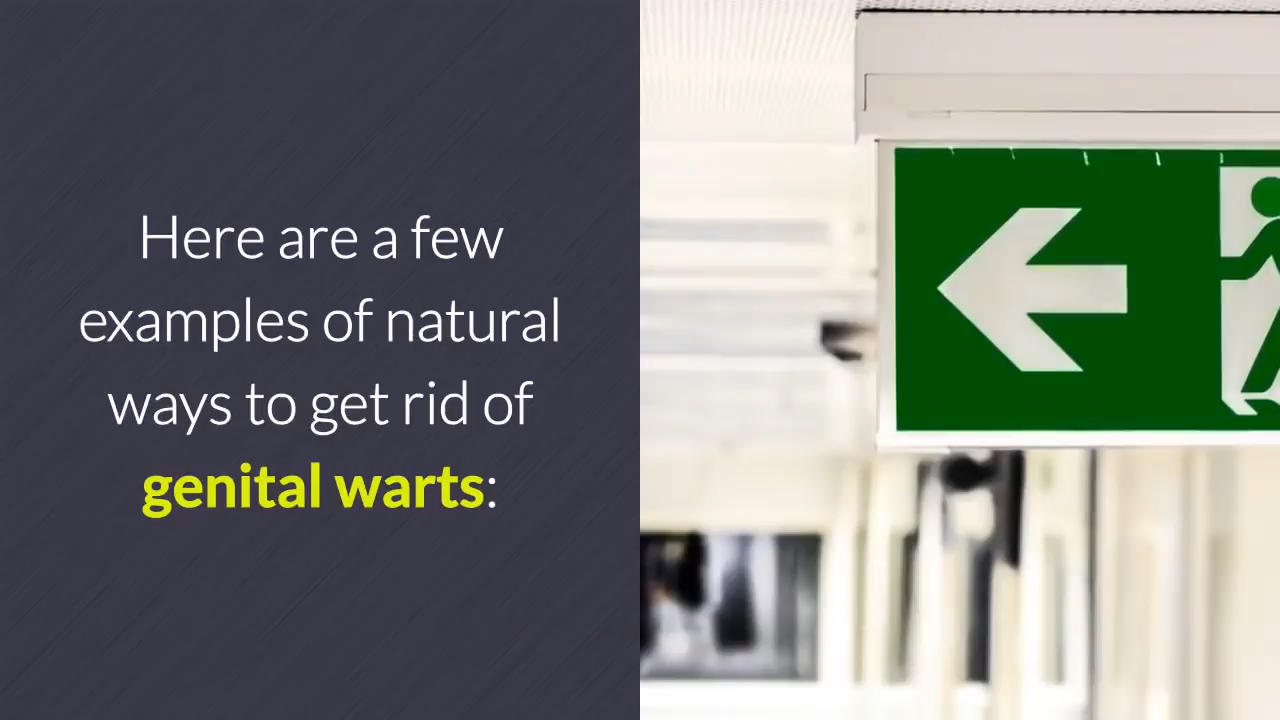 Here are a few
examples of natural
ways to get rid of
genital warts: